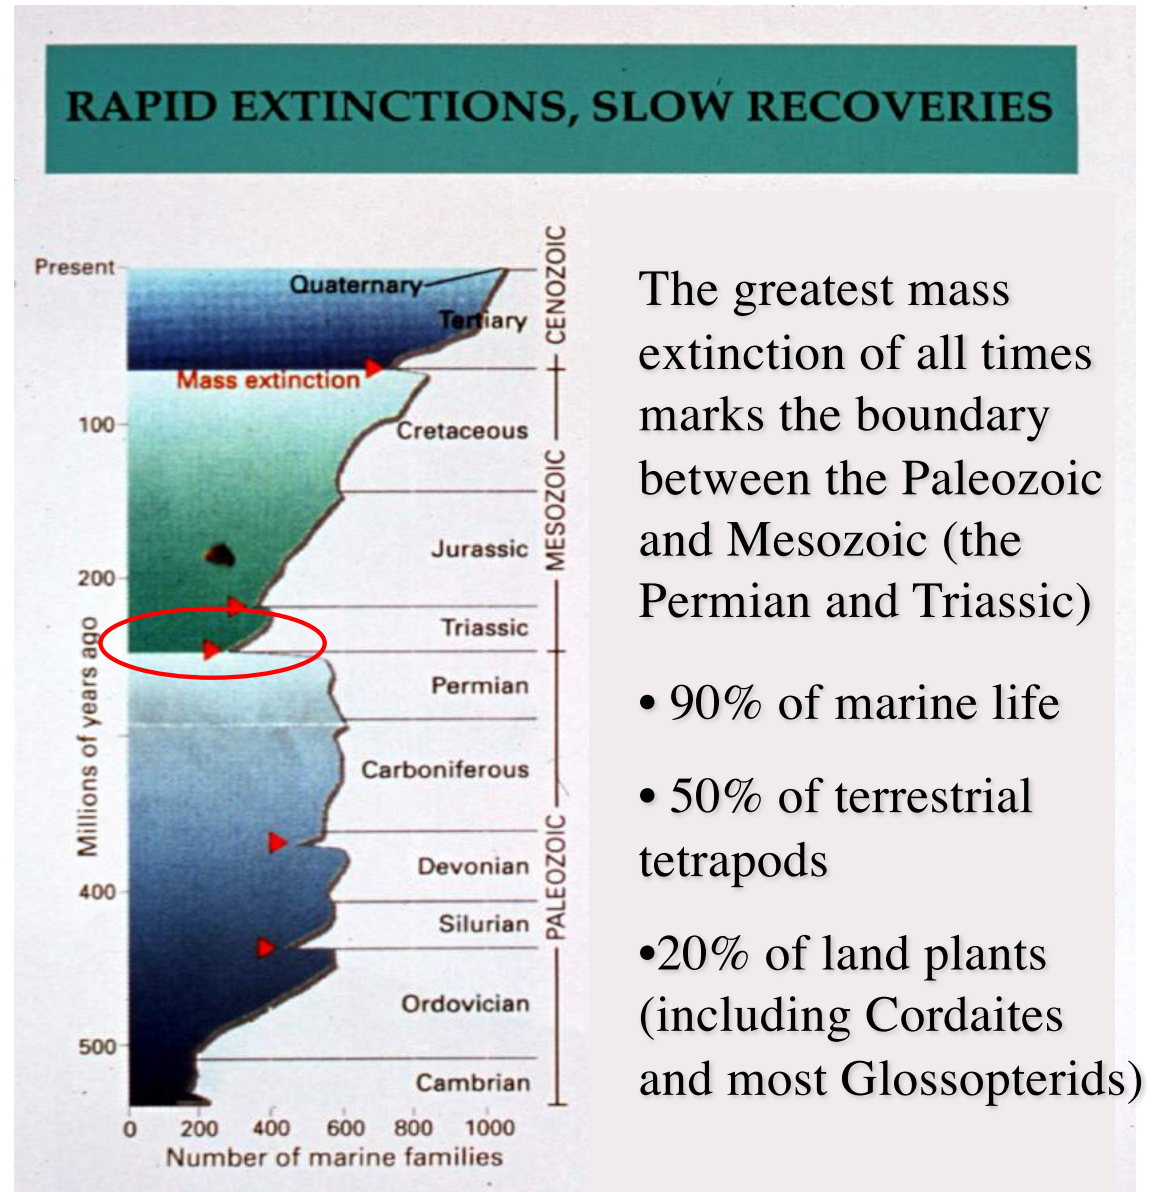 RAPID EXTINCTIONS, SLOW RECOVERIES
Present
Quaternary
Tertiary
CENOZOIC
Mass extinction
100
Cretaceous
MESOZOIC
Jurassic
200
Triassic
Millions of years ago
Permian
Carboniferous
PALEOZOIC
Devonian
400
Silurian
Ordovician
500
Cambrian
0 200 400 600 800 1000
Number of marine families
The greatest mass
extinction of all times
marks the boundary
between the Paleozoic
and Mesozoic (the
Permian and Triassic)
• 90% of marine life
• 50% of terrestrial
tetrapods
•20% of land plants
(including Cordaites
and most Glossopterids)